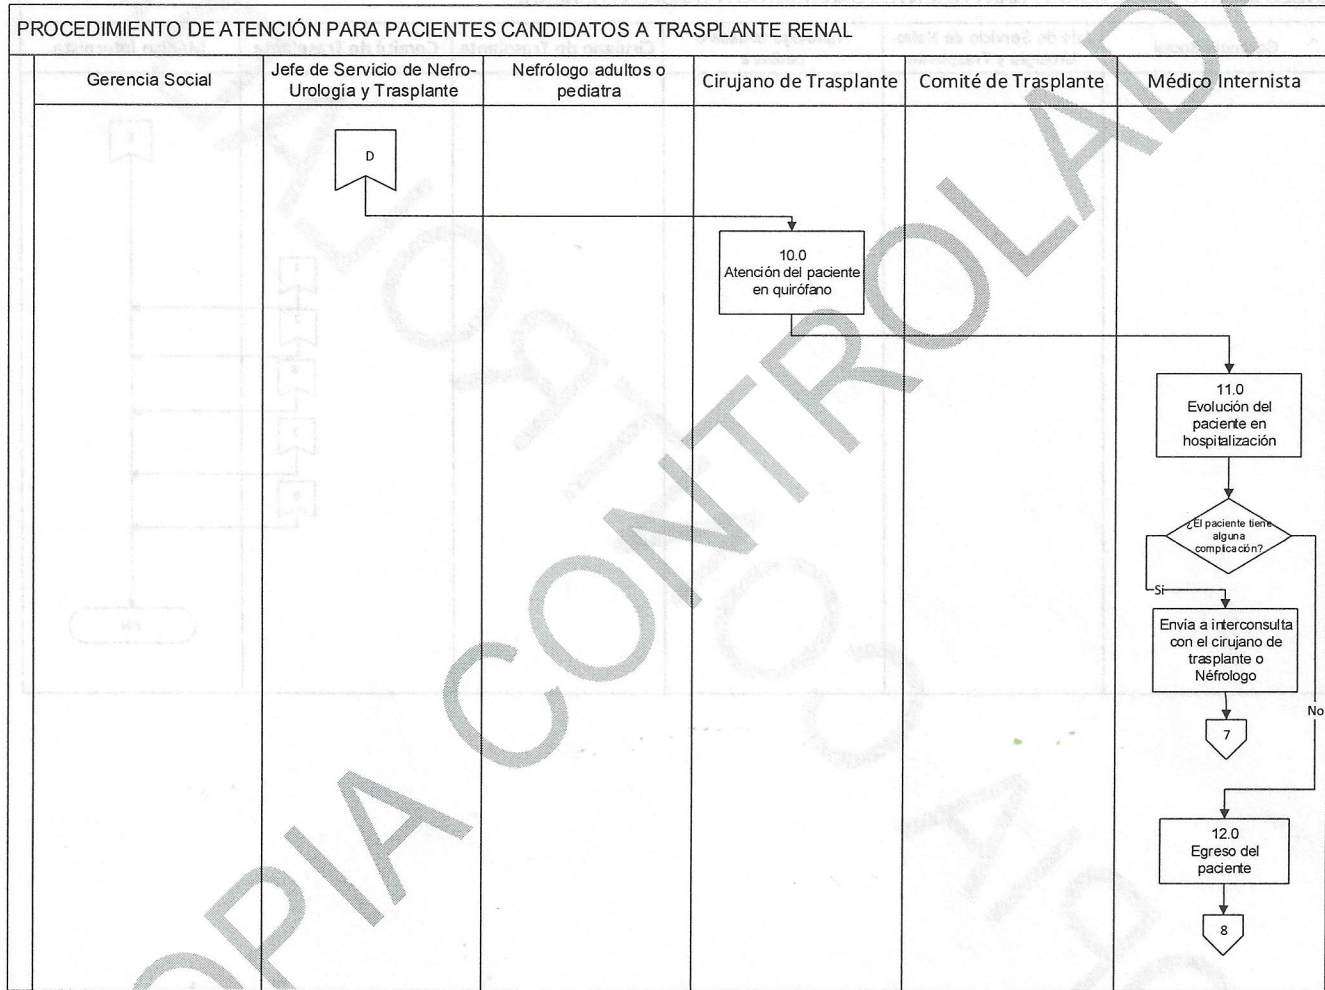 PROCEDIMIENTO DE ATENCIÓN PARA PACIENTES CANDIDATOS A TRASPLANTE RENAL
Gerencia Social
Jefe de Servicio de Nefro-
Urología y Trasplante
Nefrólogo adultos o
pediatra
Cirujano de Trasplante
Comité de Trasplante
Médico Internista
D
10.0
Atención del paciente
en quirófano
11.0
Evolución del
paciente en
hospitalización
¿El paciente tiene
alguna
complicación?
Si
Envía a interconsulta
con el cirujano de
trasplante o
Néfrologo
No
7
12.0
Egreso del
paciente
8
OPIA CONTROLADA